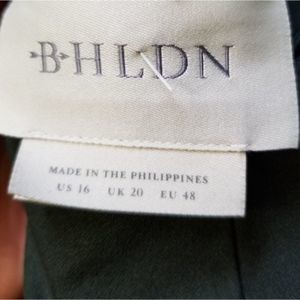 BHLDN
MADE IN THE PHILIPPINES
US 16 UK 20 EU 48